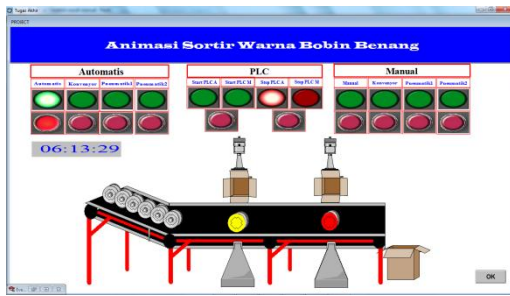 Tugas Akhir
PROJECT
Animasi Sortir Warna Bobin Benang
Automatis
PLC
Manual
Automatis Konveyor Pneumatik1 Pneumatik2
Start PLC A Start PLC M Stop PLC A Stop PLC M
Manual Konveyor Pneumatik1 Pneumatik2
06:13:29
OK